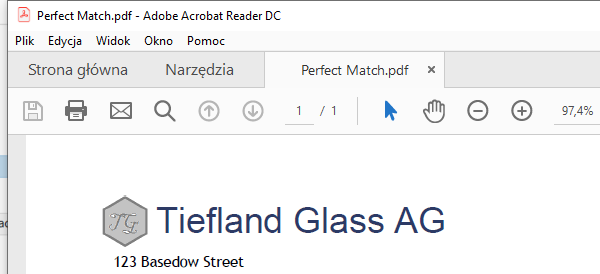 Perfect Match.pdf - Adobe Acrobat Reader DC
Plik Edycja Widok Okno Pomoc
Strona główna Narzędzia Perfect Match.pdf ×
1 / 1 97,4%
TG Tiefland Glass AG
123 Basedow Street